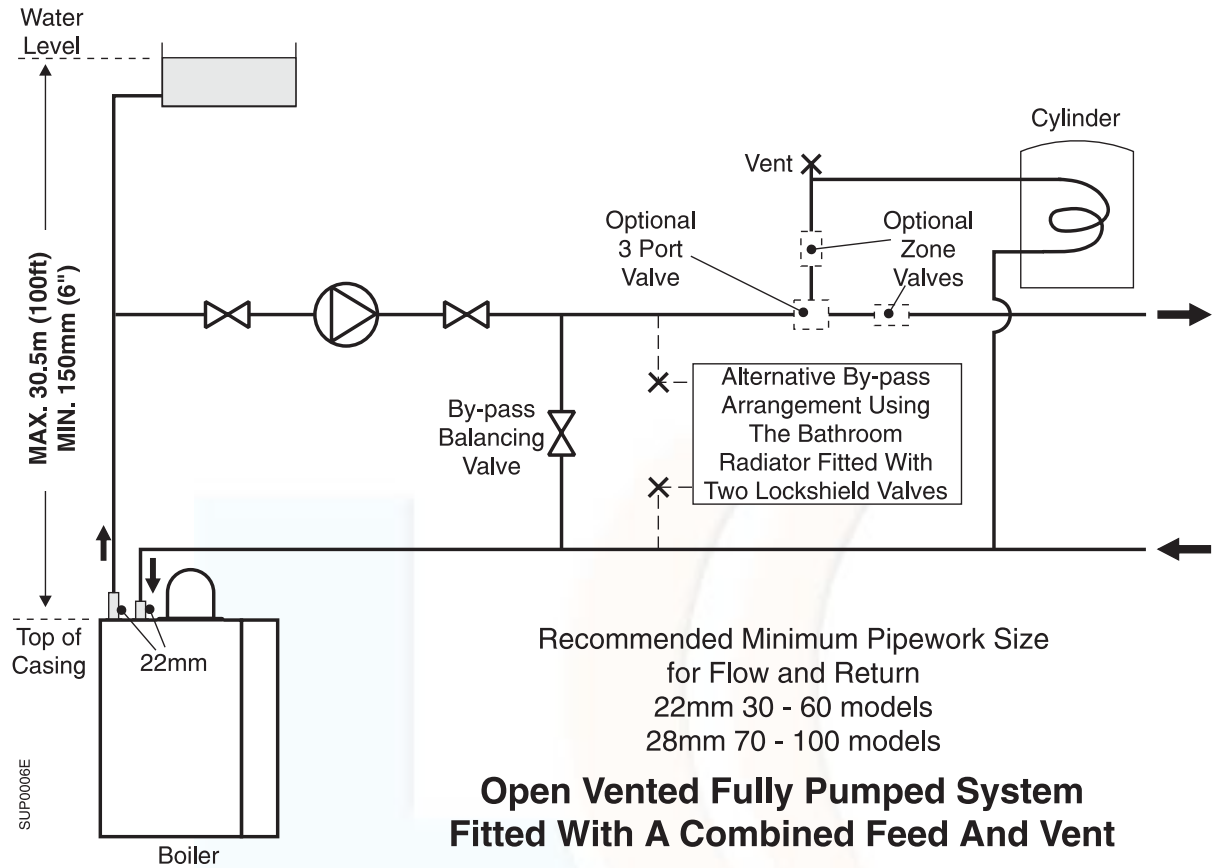 Water
Level
MAX. 30.5m (100ft)
MIN. 150mm (6")
Top of
Casing
22mm
SUP0006E
Boiler
By-pass
Balancing
Valve
Optional
3 Port
Valve
Vent
Optional
Zone
Valves
Cylinder
Alternative By-pass
Arrangement Using
The Bathroom
Radiator Fitted With
Two Lockshield Valves
Recommended Minimum Pipework Size
for Flow and Return
22mm 30 - 60 models
28mm 70 - 100 models
Open Vented Fully Pumped System
Fitted With A Combined Feed And Vent